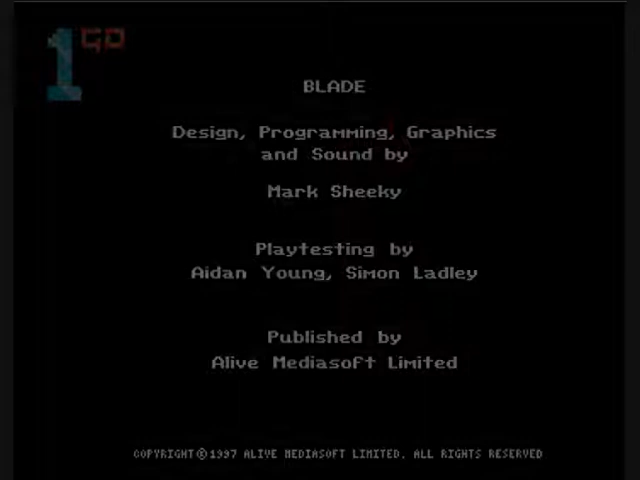 1GO
BLADE
Design, Programming, Graphics
and Sound by
Mark Sheeky
Playtesting by
Aidan Young, Simon Ladley
Published by
Alive Mediasoft Limited
COPYRIGHT©1997 ALIVE MEDIASOFT LIMITED. ALL RIGHTS RESERVED